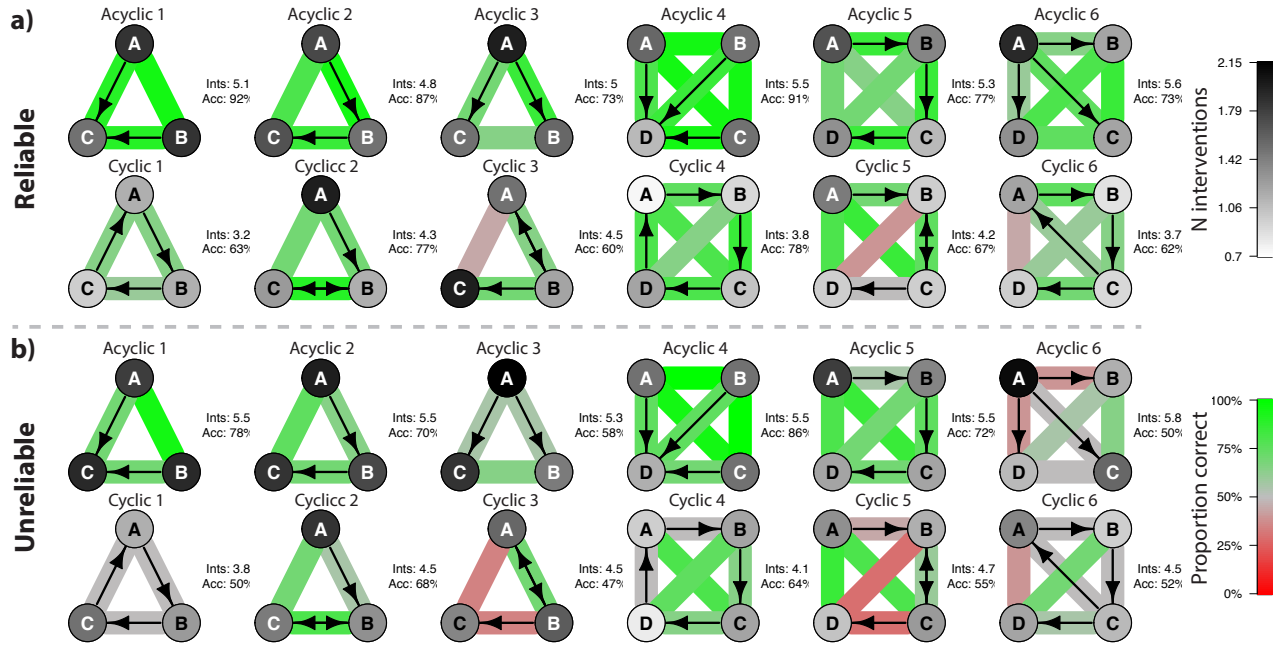 a)
Reliable
Acyclic 1
A
C
B
Ints: 5.1
Acc: 92%
Acyclic 2
A
C
B
Ints: 4.8
Acc: 87%
Acyclic 3
A
C
B
Ints: 5
Acc: 73%
Acyclic 4
A
B
D
C
Ints: 5.5
Acc: 91%
Acyclic 5
A
B
D
C
Ints: 5.3
Acc: 77%
Acyclic 6
A
B
D
C
Ints: 5.6
Acc: 73%
Cyclic 1
A
C
B
Ints: 3.2
Acc: 63%
Cyclicc 2
A
C
B
Ints: 4.3
Acc: 77%
Cyclic 3
A
C
B
Ints: 4.5
Acc: 60%
Cyclic 4
A
B
D
C
Ints: 3.8
Acc: 78%
Cyclic 5
A
B
D
C
Ints: 4.2
Acc: 67%
Cyclic 6
A
B
D
C
Ints: 3.7
Acc: 62%
N interventions
2.15
1.79
1.42
1.06
0.7
b)
Unreliable
Acyclic 1
A
C
B
Ints: 5.5
Acc: 78%
Acyclic 2
A
C
B
Ints: 5.5
Acc: 70%
Acyclic 3
A
C
B
Ints: 5.3
Acc: 58%
Acyclic 4
A
B
D
C
Ints: 5.5
Acc: 86%
Acyclic 5
A
B
D
C
Ints: 5.5
Acc: 72%
Acyclic 6
A
B
D
C
Ints: 5.8
Acc: 50%
Cyclic 1
A
C
B
Ints: 3.8
Acc: 50%
Cyclicc 2
A
C
B
Ints: 4.5
Acc: 68%
Cyclic 3
A
C
B
Ints: 4.5
Acc: 47%
Cyclic 4
A
B
D
C
Ints: 4.1
Acc: 64%
Cyclic 5
A
B
D
C
Ints: 4.7
Acc: 55%
Cyclic 6
A
B
D
C
Ints: 4.5
Acc: 52%
Proportion correct
100%
75%
50%
25%
0%